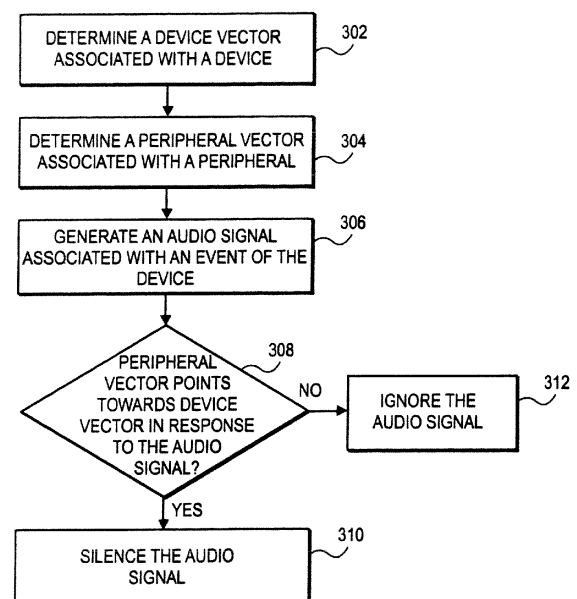 DETERMINE A DEVICE VECTOR
ASSOCIATED WITH A DEVICE
302
DETERMINE A PERIPHRAL VECTOR
ASSOCIATED WITH A PERIPHRAL
304
GENERATE AN AUDIO SIGNAL
ASSOCIATED WITH AN EVENT OF THE
DEVICE
306
PERIPHERAL
VECTOR POINTS
TOWARDS DEVICE
VECTOR IN RESPONSE
TO THE AUDIO
SIGNAL?
308
NO
IGNORE THE
AUDIO SIGNAL
312
YES
SILENCE THE AUDIO
SIGNAL
310